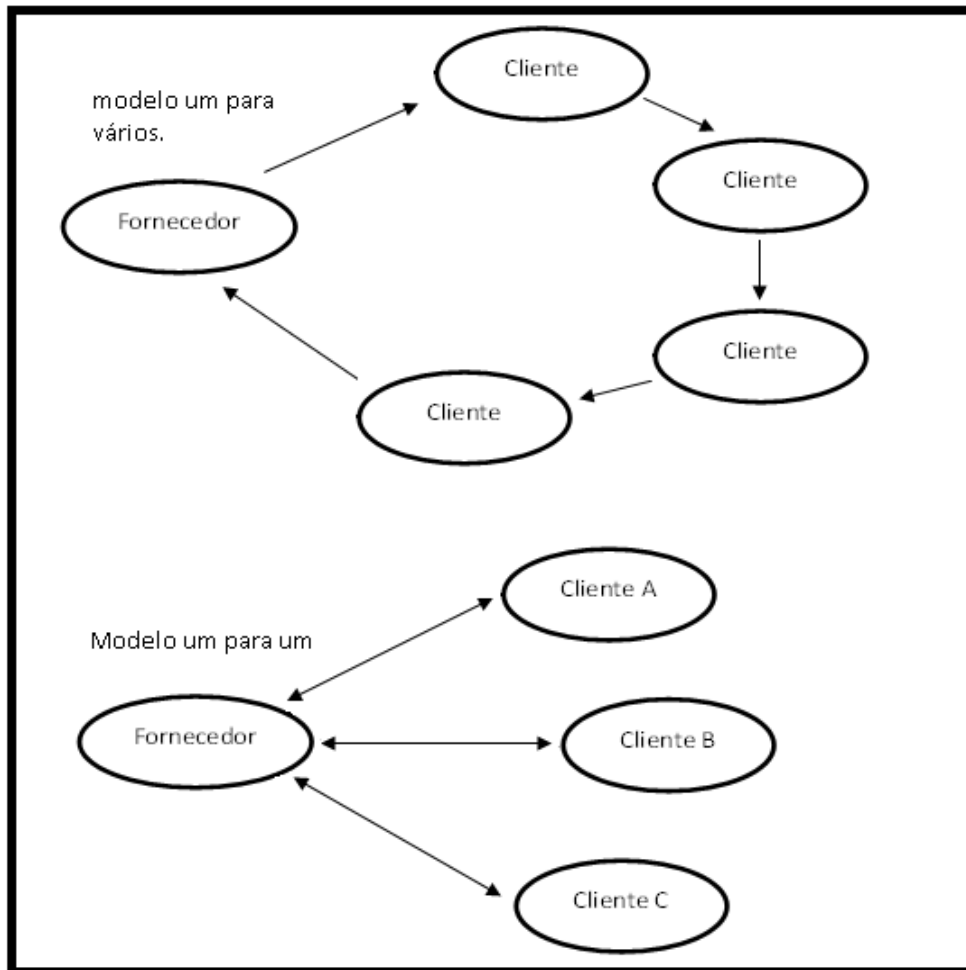 Cliente
modelo um para
vários.
Cliente
Fornecedor
Cliente
Cliente
Cliente A
Modelo um para um
Fornecedor
Cliente B
Cliente C